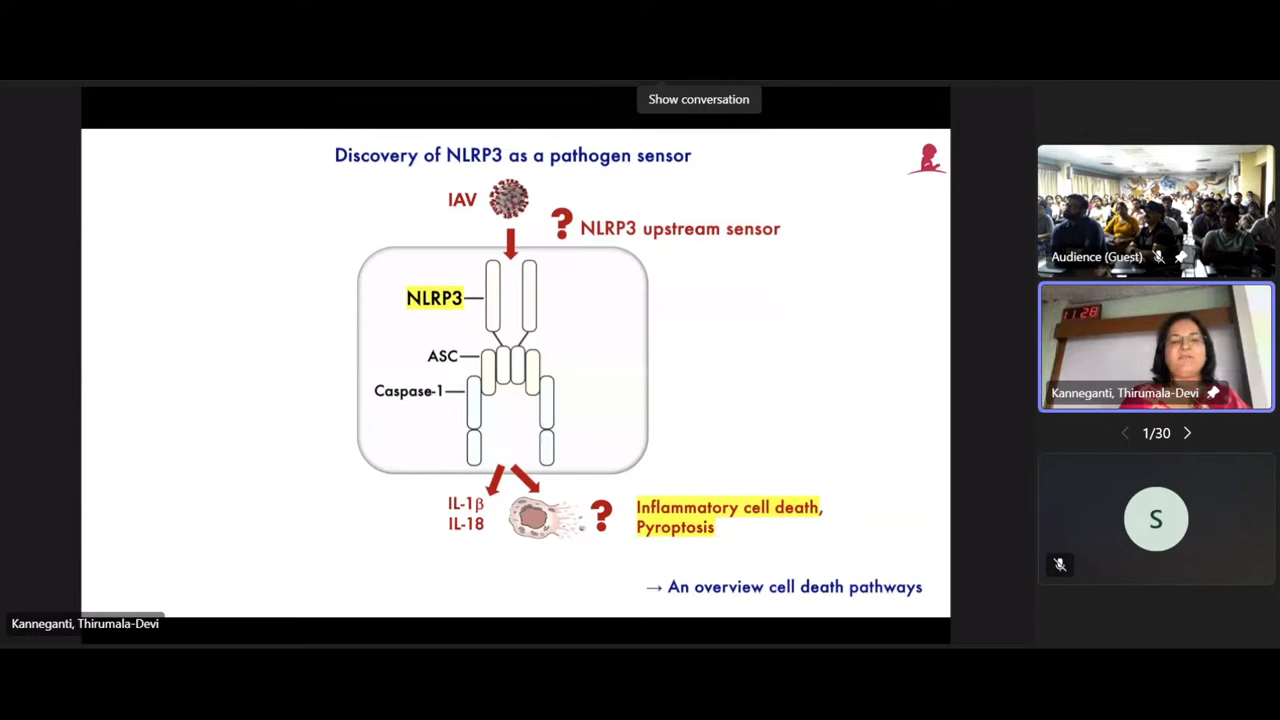 Show conversation
Discovery of NLRP3 as a pathogen sensor
IAV
? NLRP3 upstream sensor
NLRP3
ASC
Caspase-1
IL-1β
IL-18
?
Inflammatory cell death,
Pyroptosis
→ An overview cell death pathways
Kanneganti, Thirumala-Devi
Audience (Guest)
11:28
Kanneganti, Thirumala-Devi
1/30
S